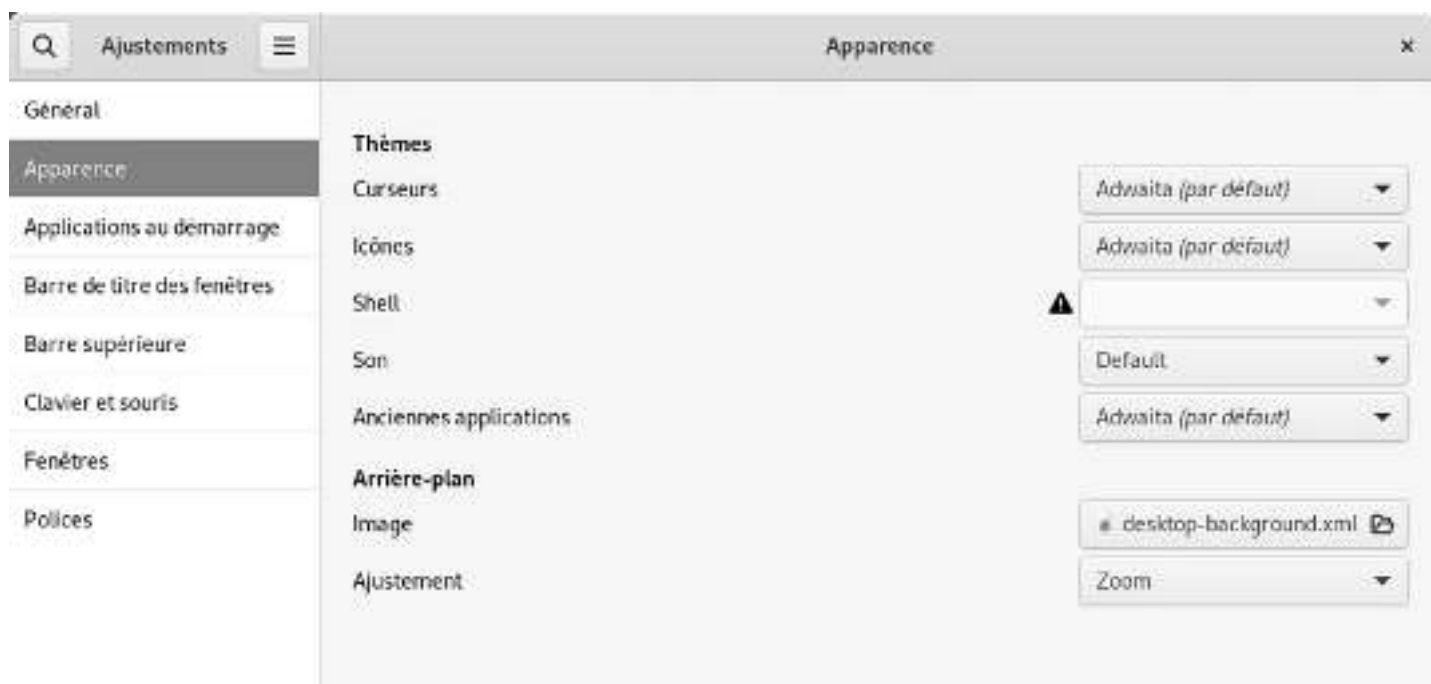 Ajustements
Apparence
Général
Apparence
Applications au démarrage
Barre de titre des fenêtres
Barre supérieure
Clavier et souris
Fenêtres
Polices
Thèmes
Curseurs Adwaita (par défaut)
Icônes Adwaita (par défaut)
Shell
Son Default
Anciennes applications Adwaita (par défaut)
Arrière-plan
Image desktop-background.xml
Ajustement Zoom